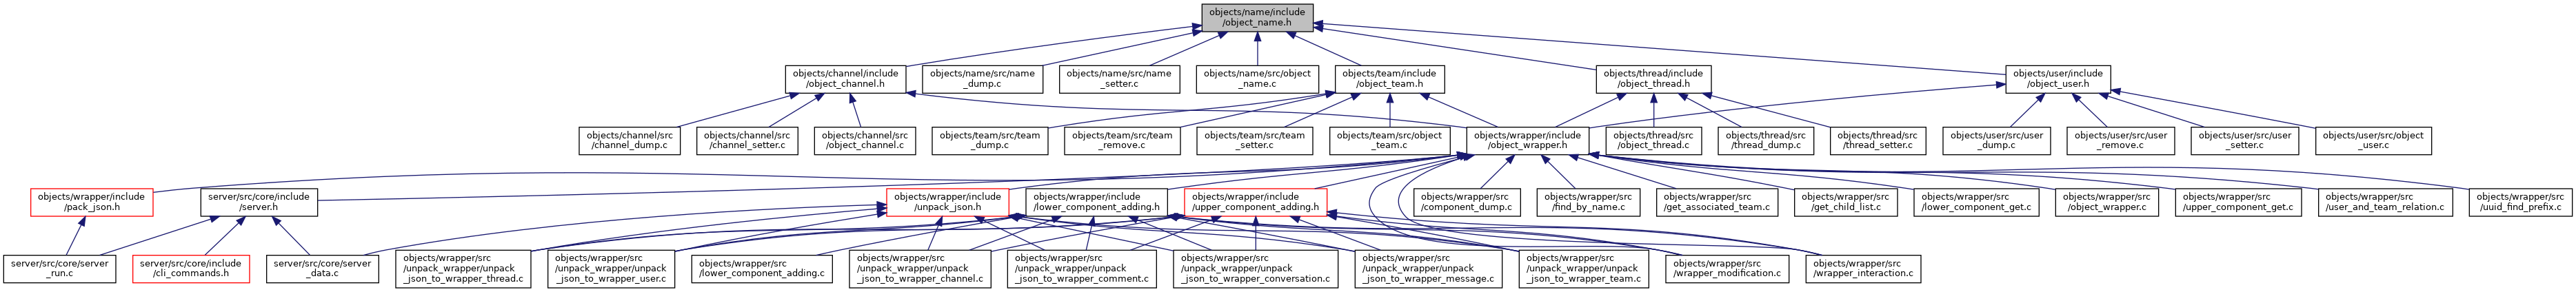 objects/name/include
/object_name.h
objects/channel/include
/object_channel.h
objects/name/src/name
_dump.c
objects/name/src/name
_setter.c
objects/name/src/object
_name.c
objects/team/include
/object_team.h
objects/thread/include
/object_thread.h
objects/user/include
/object_user.h
objects/channel/src
/channel_dump.c
objects/channel/src
/channel_setter.c
objects/channel/src
/object_channel.c
objects/team/src/team
_dump.c
objects/team/src/team
_remove.c
objects/team/src/team
_setter.c
objects/team/src/object
_team.c
objects/wrapper/include
/object_wrapper.h
objects/thread/src
/object_thread.c
objects/thread/src
/thread_dump.c
objects/thread/src
/thread_setter.c
objects/user/src/user
_dump.c
objects/user/src/user
_remove.c
objects/user/src/user
_setter.c
objects/user/src/object
_user.c
objects/wrapper/include
/pack_json.h
server/src/core/include
/server.h
objects/wrapper/include
/unpack_json.h
objects/wrapper/include
/lower_component_adding.h
objects/wrapper/include
/upper_component_adding.h
objects/wrapper/src
/component_dump.c
objects/wrapper/src
/find_by_name.c
objects/wrapper/src
/get_associated_team.c
objects/wrapper/src
/get_child_list.c
objects/wrapper/src
/lower_component_get.c
objects/wrapper/src
/object_wrapper.c
objects/wrapper/src
/upper_component_get.c
objects/wrapper/src
/user_and_team_relation.c
objects/wrapper/src
/uuid_find_prefix.c
server/src/core/server
_run.c
server/src/core/include
/cli_commands.h
server/src/core/server
_data.c
objects/wrapper/src
/unpack_wrapper/unpack
_json_to_wrapper_thread.c
objects/wrapper/src
/unpack_wrapper/unpack
_json_to_wrapper_user.c
objects/wrapper/src
/lower_component_adding.c
objects/wrapper/src
/unpack_wrapper/unpack
_json_to_wrapper_channel.c
objects/wrapper/src
/unpack_wrapper/unpack
_json_to_wrapper_comment.c
objects/wrapper/src
/unpack_wrapper/unpack
_json_to_wrapper_conversation.c
objects/wrapper/src
/unpack_wrapper/unpack
_json_to_wrapper_message.c
objects/wrapper/src
/unpack_wrapper/unpack
_json_to_wrapper_team.c
objects/wrapper/src
/wrapper_modification.c
objects/wrapper/src
/wrapper_interaction.c